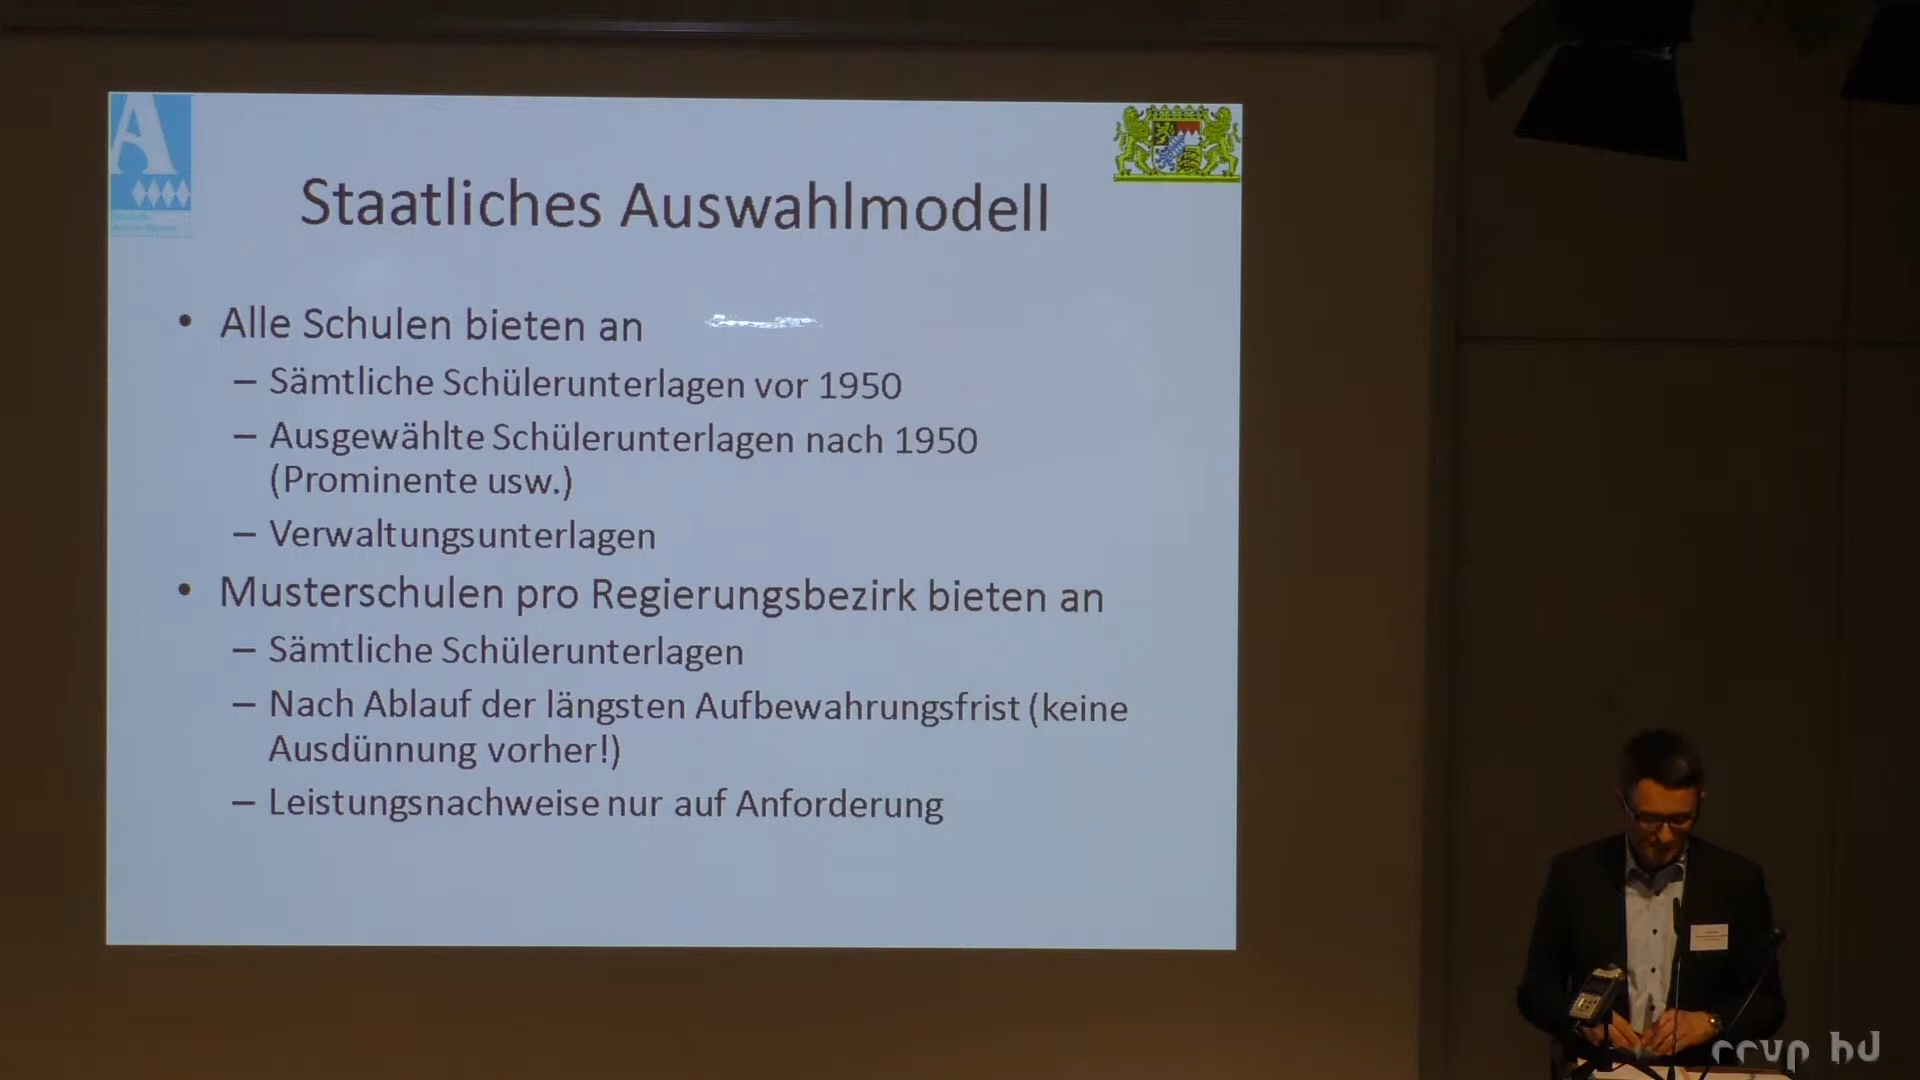 A
Staatliches Auswahlmodell
• Alle Schulen bieten an
– Sämtliche Schülerunterlagen vor 1950
– Ausgewählte Schülerunterlagen nach 1950
(Prominente usw.)
– Verwaltungsunterlagen
• Musterschulen pro Regierungsbezirk bieten an
– Sämtliche Schülerunterlagen
– Nach Ablauf der längsten Aufbewahrungsfrist (keine
Ausdünnung vorher!)
– Leistungsnachweise nur auf Anforderung